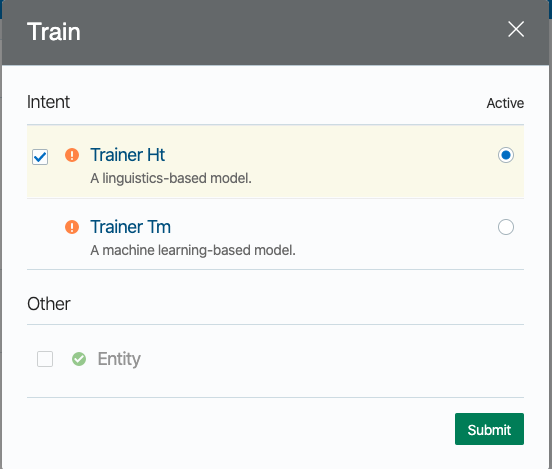 Train
Intent
Active
Trainer Ht
A linguistics-based model.
Trainer Tm
A machine learning-based model.
Other
Entity
Submit